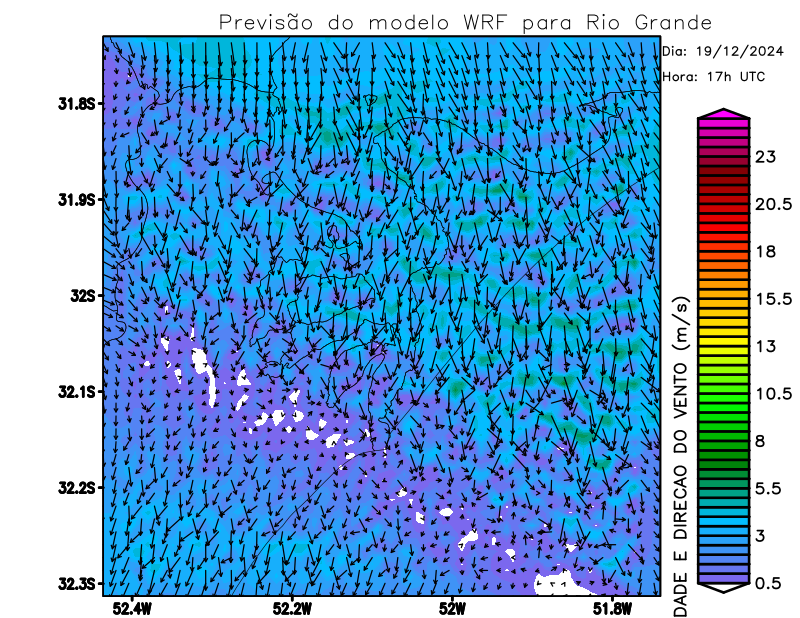 Previsão do modelo WRF para Rio Grande
Dia: 19/12/2024
Hora: 17h UTC
31.8S
31.9S
32S
32.1S
32.2S
32.3S
52.4W
52.2W
52W
51.8W
23
20.5
18
15.5
13
10.5
8
5.5
3
0.5
DADE E DIRECAO DO VENTO (m/s)